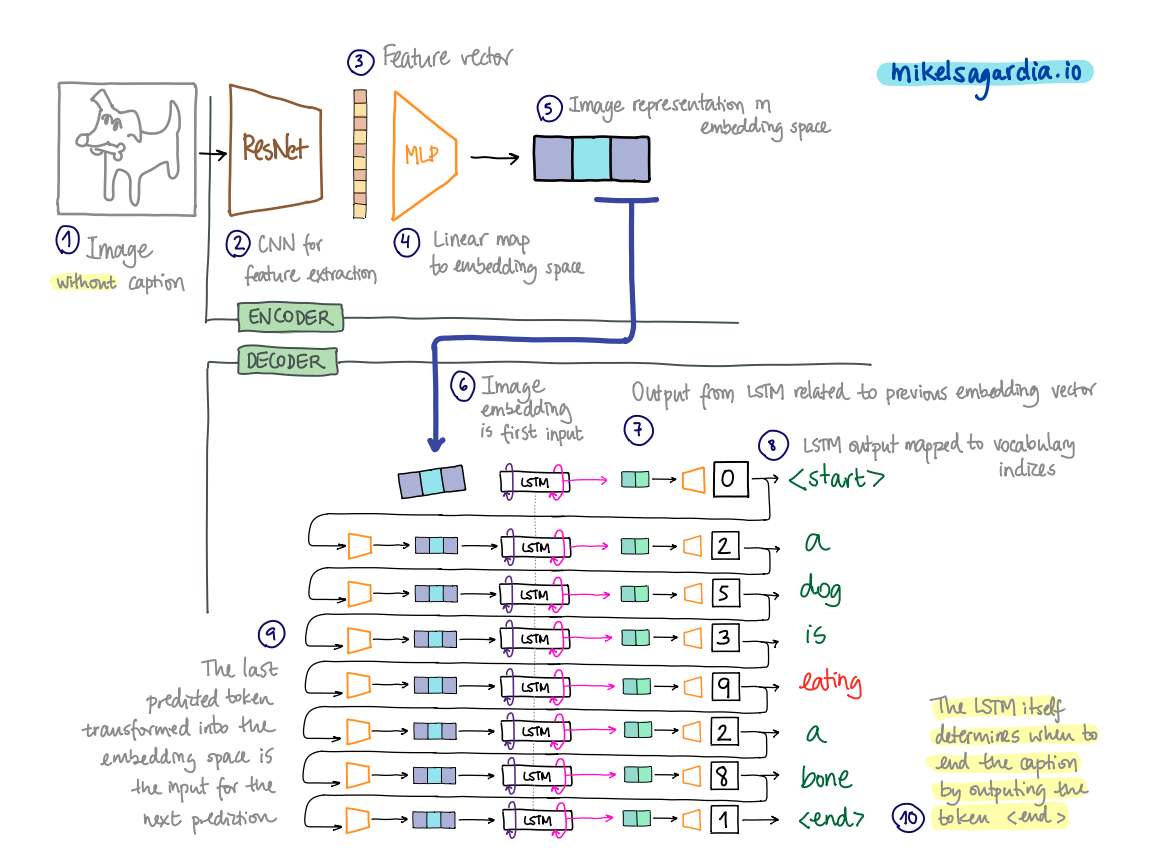 mikelsagardia.io
3 Feature vector
5 Image representation in
embedding space
ResNet
MLP
1 Image
without caption
2 CNN for
feature extraction
4 Linear map
to embedding space
ENCODER
DECODER
6 Image
embedding
is first input
Output from LSTM related to previous embedding vector
7
8 LSTM output mapped to vocabulary
indices
LSTM 0 <start>
LSTM 2 a
LSTM 5 dog
LSTM 3 is
LSTM 9 eating
LSTM 2 a
LSTM 8 bone
LSTM 1 <end>
9
The last
predicted token
transformed into the
embedding space is
the input for the
next prediction
The LSTM itself
determines when to
end the caption
by outputing the
10 token <end>